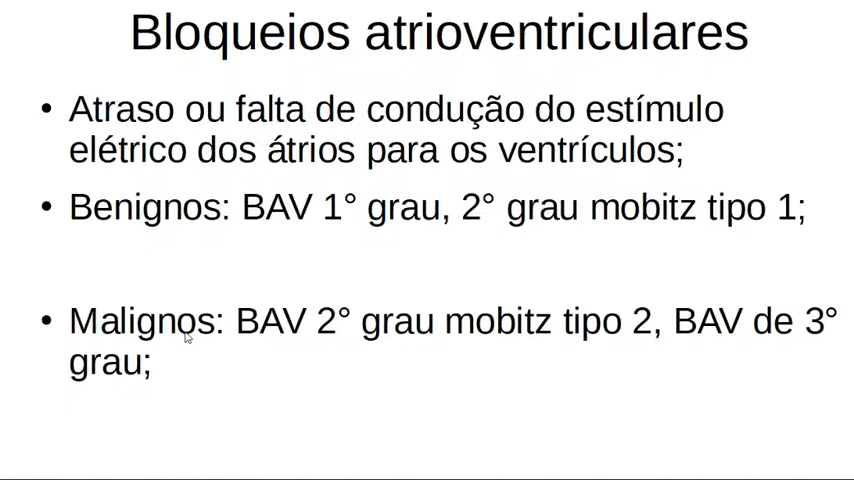 Bloqueios atrioventriculares
• Atraso ou falta de condução do estímulo
elétrico dos átrios para os ventrículos;
• Benignos: BAV 1° grau, 2° grau mobitz tipo 1;
• Malignos: BAV 2° grau mobitz tipo 2, BAV de 3°
grau;